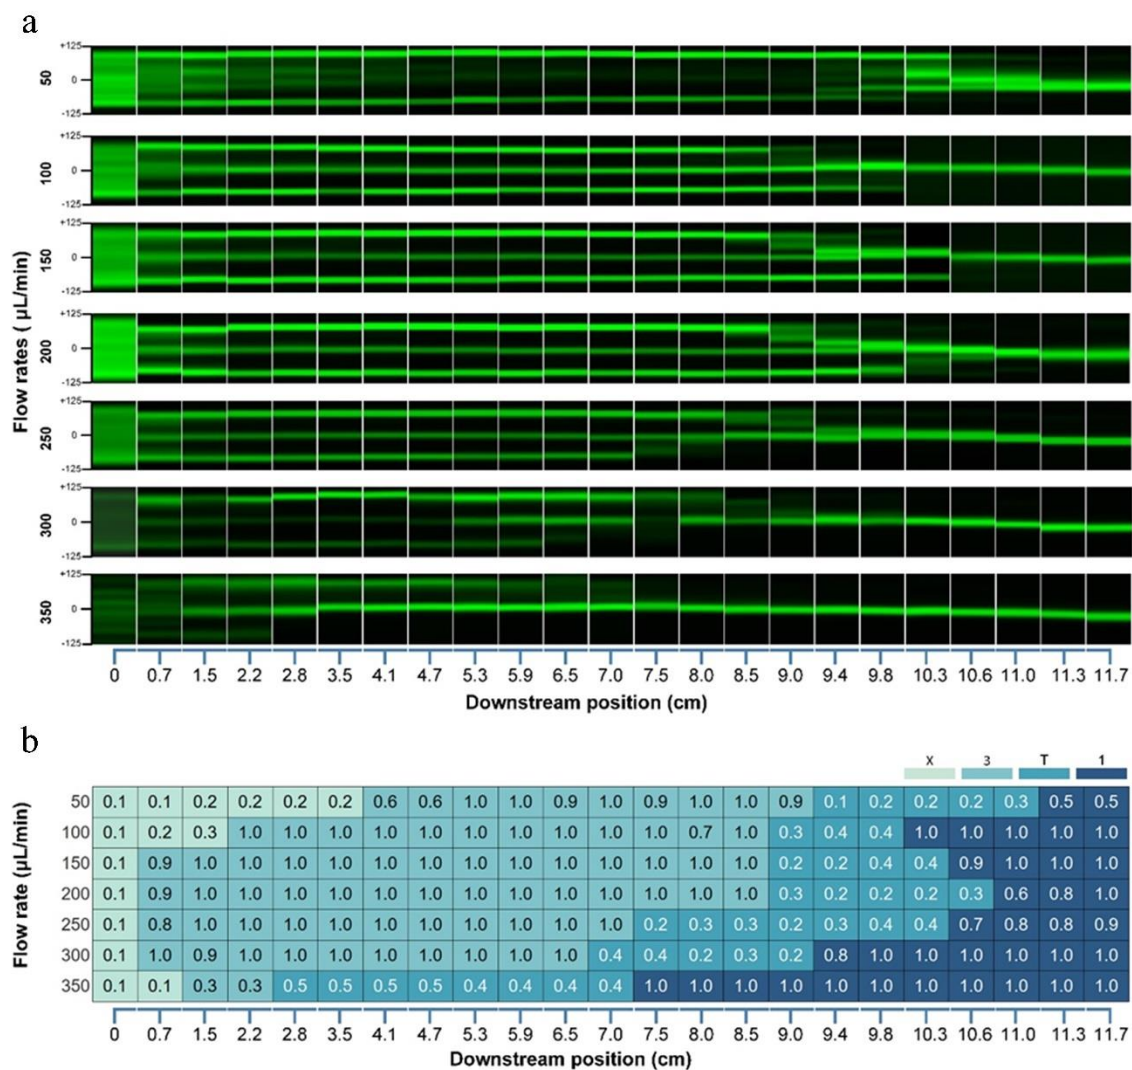 a
Flow rates ( µL/min)
+125
50
0
-125
+125
100
0
-125
+125
150
0
-125
+125
200
0
-125
+125
250
0
-125
+125
300
0
-125
+125
350
0
-125
0 0.7 1.5 2.2 2.8 3.5 4.1 4.7 5.3 5.9 6.5 7.0 7.5 8.0 8.5 9.0 9.4 9.8 10.3 10.6 11.0 11.3 11.7
Downstream position (cm)
b
X 3 T 1
Flow rate (µL/min)
50 0.1 0.1 0.2 0.2 0.2 0.2 0.6 0.6 1.0 1.0 0.9 1.0 0.9 1.0 1.0 0.9 0.1 0.2 0.2 0.2 0.3 0.5 0.5
100 0.1 0.2 0.3 1.0 1.0 1.0 1.0 1.0 1.0 1.0 1.0 1.0 1.0 0.7 1.0 0.3 0.4 0.4 1.0 1.0 1.0 1.0 1.0
150 0.1 0.9 1.0 1.0 1.0 1.0 1.0 1.0 1.0 1.0 1.0 1.0 1.0 1.0 1.0 0.2 0.2 0.4 0.4 0.9 1.0 1.0 1.0
200 0.1 0.9 1.0 1.0 1.0 1.0 1.0 1.0 1.0 1.0 1.0 1.0 1.0 1.0 1.0 0.3 0.2 0.2 0.2 0.3 0.6 0.8 1.0
250 0.1 0.8 1.0 1.0 1.0 1.0 1.0 1.0 1.0 1.0 1.0 1.0 0.2 0.3 0.3 0.2 0.3 0.4 0.4 0.7 0.8 0.8 0.9
300 0.1 1.0 0.9 1.0 1.0 1.0 1.0 1.0 1.0 1.0 1.0 0.4 0.4 0.2 0.3 0.2 0.8 1.0 1.0 1.0 1.0 1.0 1.0
350 0.1 0.1 0.3 0.3 0.5 0.5 0.5 0.5 0.4 0.4 0.4 0.4 1.0 1.0 1.0 1.0 1.0 1.0 1.0 1.0 1.0 1.0 1.0
0 0.7 1.5 2.2 2.8 3.5 4.1 4.7 5.3 5.9 6.5 7.0 7.5 8.0 8.5 9.0 9.4 9.8 10.3 10.6 11.0 11.3 11.7
Downstream position (cm)